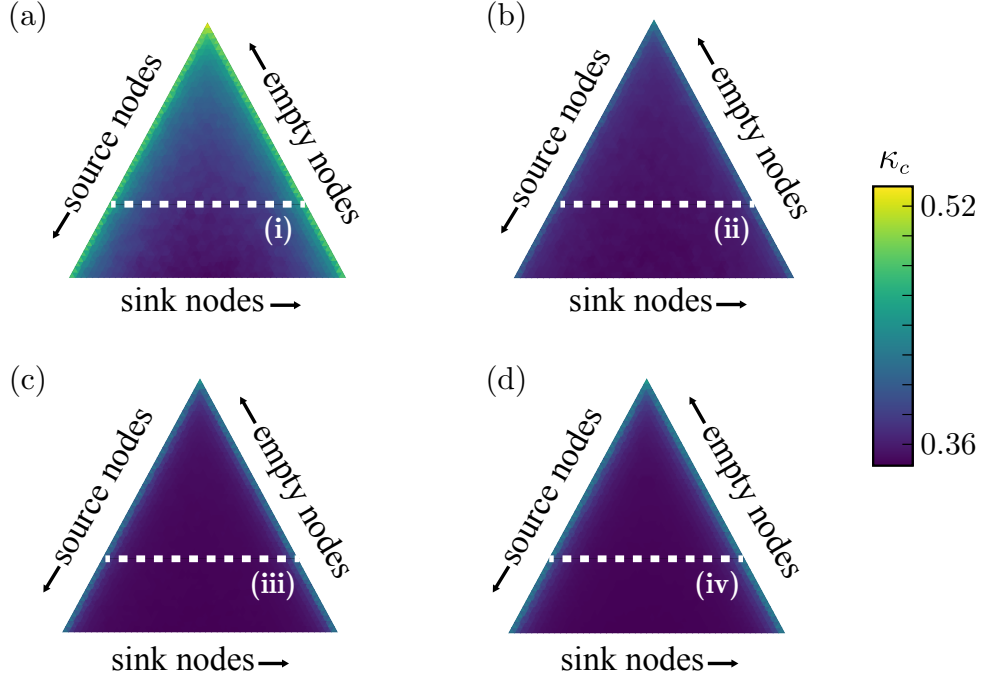 (a)
source nodes
empty nodes
(i)
sink nodes
(b)
source nodes
empty nodes
(ii)
sink nodes
κc
0.52
0.36
(c)
source nodes
empty nodes
(iii)
sink nodes
(d)
source nodes
empty nodes
(iv)
sink nodes